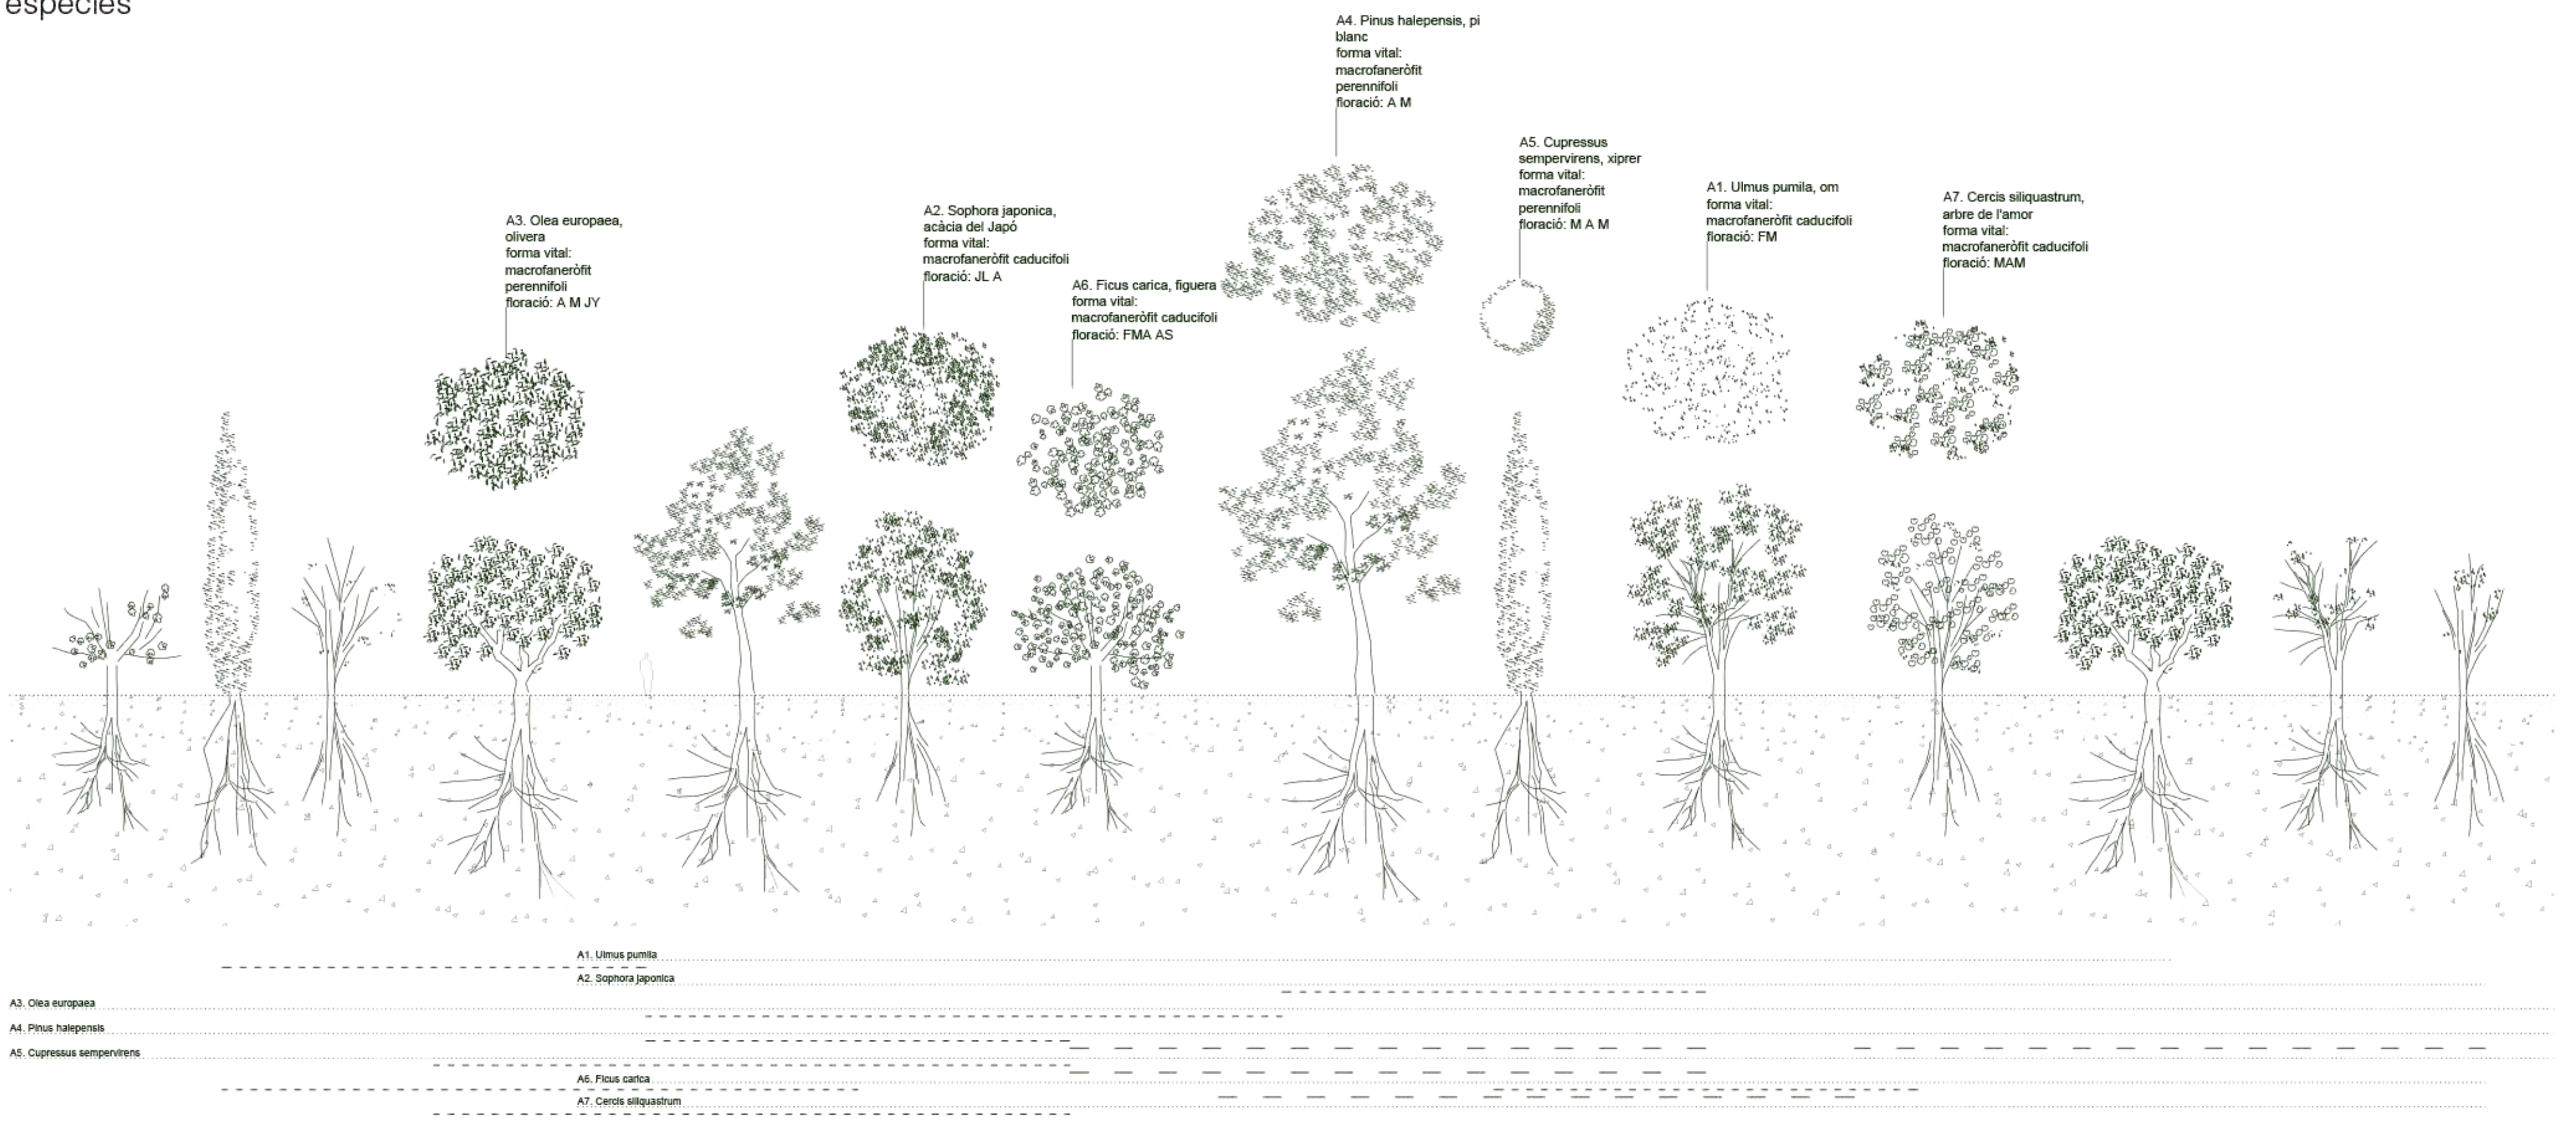 espècies
A4. Pinus halepensis, pi
blanc
forma vital:
macrofaneròfit
perennifoli
floració: A M
A5. Cupressus
sempervirens, xiprer
forma vital:
macrofaneròfit
perennifoli
floració: M A M
A1. Ulmus pumila, om
forma vital:
macrofaneròfit caducifoli
floració: FM
A7. Cercis siliquastrum,
arbre de l'amor
forma vital:
macrofaneròfit caducifoli
floració: MAM
A3. Olea europaea,
olivera
forma vital:
macrofaneròfit
perennifoli
floració: A M JY
A2. Sophora japonica,
acàcia del Japó
forma vital:
macrofaneròfit caducifoli
floració: JL A
A6. Ficus carica, figuera
forma vital:
macrofaneròfit caducifoli
floració: FMA AS
A1. Ulmus pumila
A2. Sophora japonica
A3. Olea europaea
A4. Pinus halepensis
A5. Cupressus sempervirens
A6. Ficus carica
A7. Cercis siliquastrum